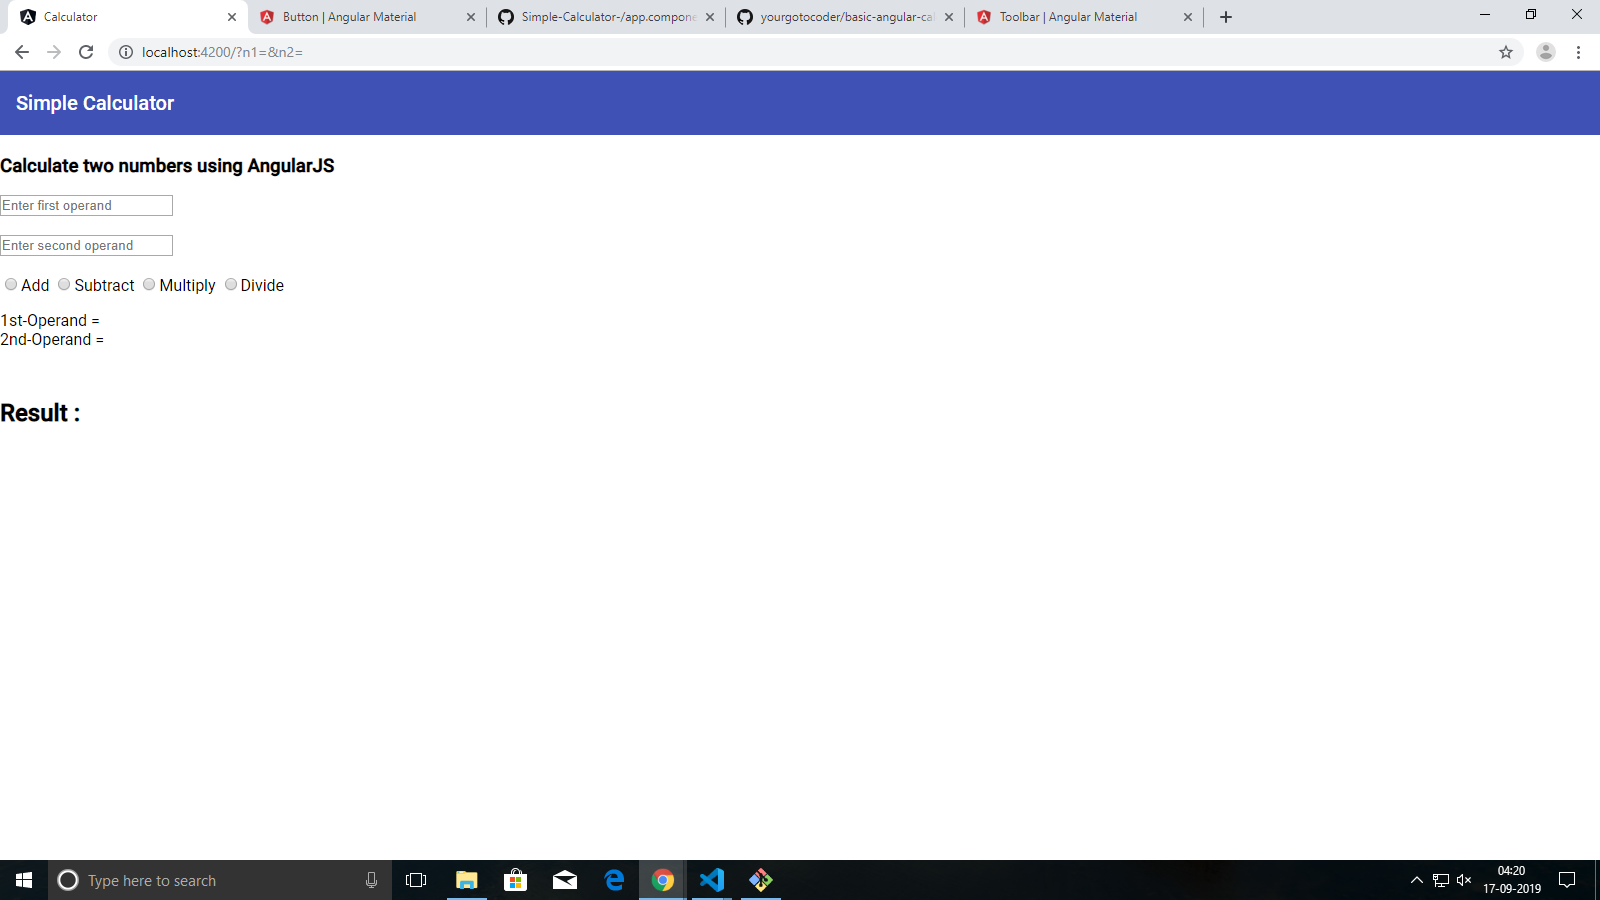 Calculator
Button | Angular Material
Simple-Calculator-/app.compone
yourgotocoder/basic-angular-cal
Toolbar | Angular Material
localhost:4200/?n1=&n2=
Simple Calculator
Calculate two numbers using AngularJS
Enter first operand
Enter second operand
Add Subtract Multiply Divide
1st-Operand =
2nd-Operand =
Result :
Type here to search
04:20
17-09-2019